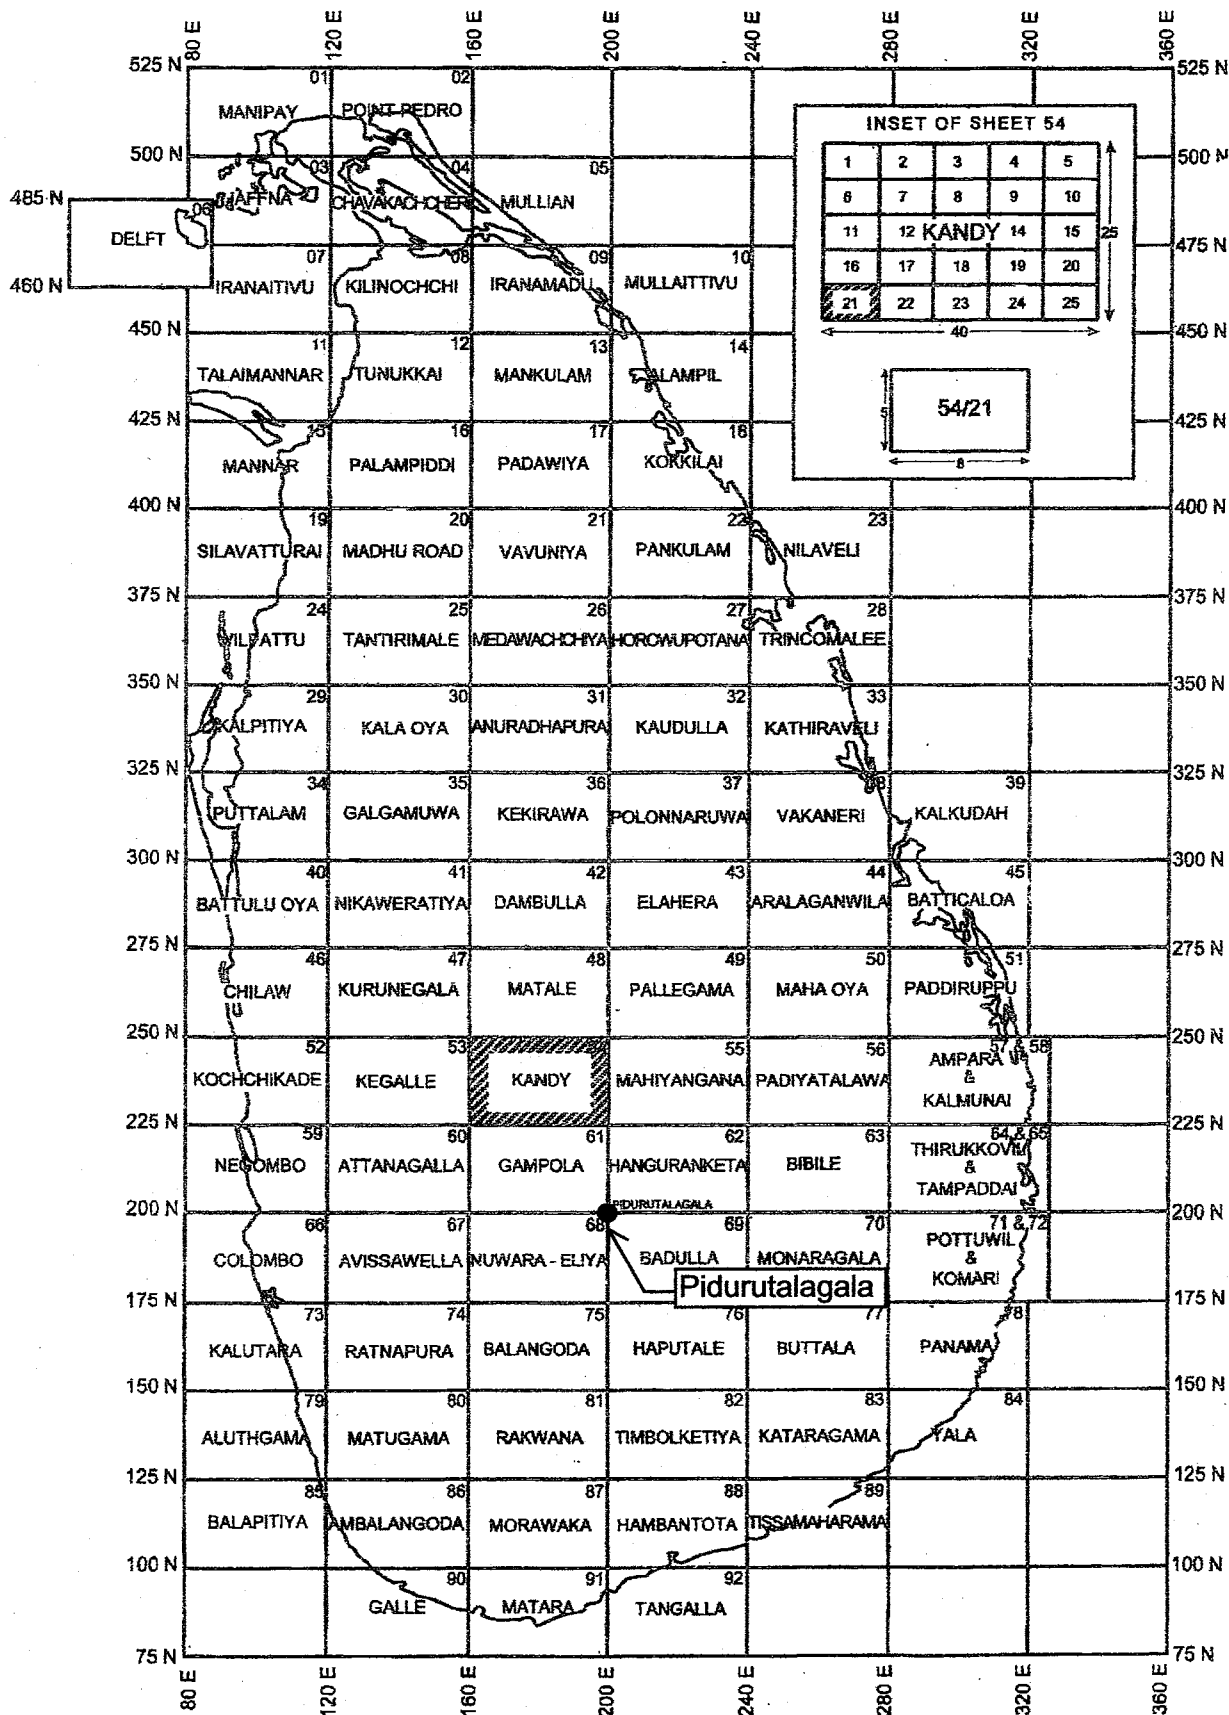 80 E 120 E 160 E 200 E 240 E 280 E 320 E 360 E
525 N 01 02 525 N
MANIPAY POINT PEDRO
INSET OF SHEET 54
1 2 3 4 5
6 7 8 9 10
11 12 KANDY 14 15 25
16 17 18 19 20
21 22 23 24 25
40
5 54/21
8
500 N 03 04 05 500 N
485 N 06 JAFFNA CHAVAKACHCHERI MULLIAN
DELFT
475 N
07 08 09 10
460 N IRANAITIVU KILINOCHCHI IRANAMADU MULLAITTIVU
450 N 450 N
11 12 13 14
TALAIMANNAR TUNUKKAI MANKULAM ALAMPIL
425 N 425 N
15 16 17 18
MANNAR PALAMPIDDI PADAWIYA KOKKILAI
400 N 400 N
19 20 21 22 23
SILAVATTURAI MADHU ROAD VAVUNIYA PANKULAM NILAVELI
375 N 375 N
24 25 26 27 28
VILPATTU TANTIRIMALE MEDAWACHCHIYA HOROWUPOTANA TRINCOMALEE
350 N 350 N
29 30 31 32 33
KALPITIYA KALA OYA ANURADHAPURA KAUDULLA KATHIRAVELI
325 N 325 N
34 35 36 37 38 39
PUTTALAM GALGAMUWA KEKIRAWA POLONNARUWA VAKANERI KALKUDAH
300 N 300 N
40 41 42 43 44 45
BATTULU OYA NIKAWERATIYA DAMBULLA ELAHERA ARALAGANWILA BATTICALOA
275 N 275 N
46 47 48 49 50 51
CHILAW KURUNEGALA MATALE PALLEGAMA MAHA OYA PADDIRUPPU
250 N 250 N
52 53 55 56 57 & 58
KOCHCHIKADE KEGALLE KANDY MAHIYANGANA PADIYATALAWA AMPARA
&
KALMUNAI
225 N 225 N
59 60 61 62 63 64 & 65
NEGOMBO ATTANAGALLA GAMPOLA HANGURANKETA BIBILE THIRUKKOVIL
&
TAMPADDAI
PIDURUTALAGALA
200 N 200 N
66 67 68 69 70 71 & 72
COLOMBO AVISSAWELLA NUWARA - ELIYA BADULLA MONARAGALA POTTUWIL
&
KOMARI
Pidurutalagala
175 N 175 N
73 74 75 76 77 78
KALUTARA RATNAPURA BALANGODA HAPUTALE BUTTALA PANAMA
150 N 150 N
79 80 81 82 83 84
ALUTHGAMA MATUGAMA RAKWANA TIMBOLKETIYA KATARAGAMA YALA
125 N 125 N
85 86 87 88 89
BALAPITIYA AMBALANGODA MORAWAKA HAMBANTOTA TISSAMAHARAMA
100 N 100 N
90 91 92
GALLE MATARA TANGALLA
75 N 75 N
80 E 120 E 160 E 200 E 240 E 280 E 320 E 360 E